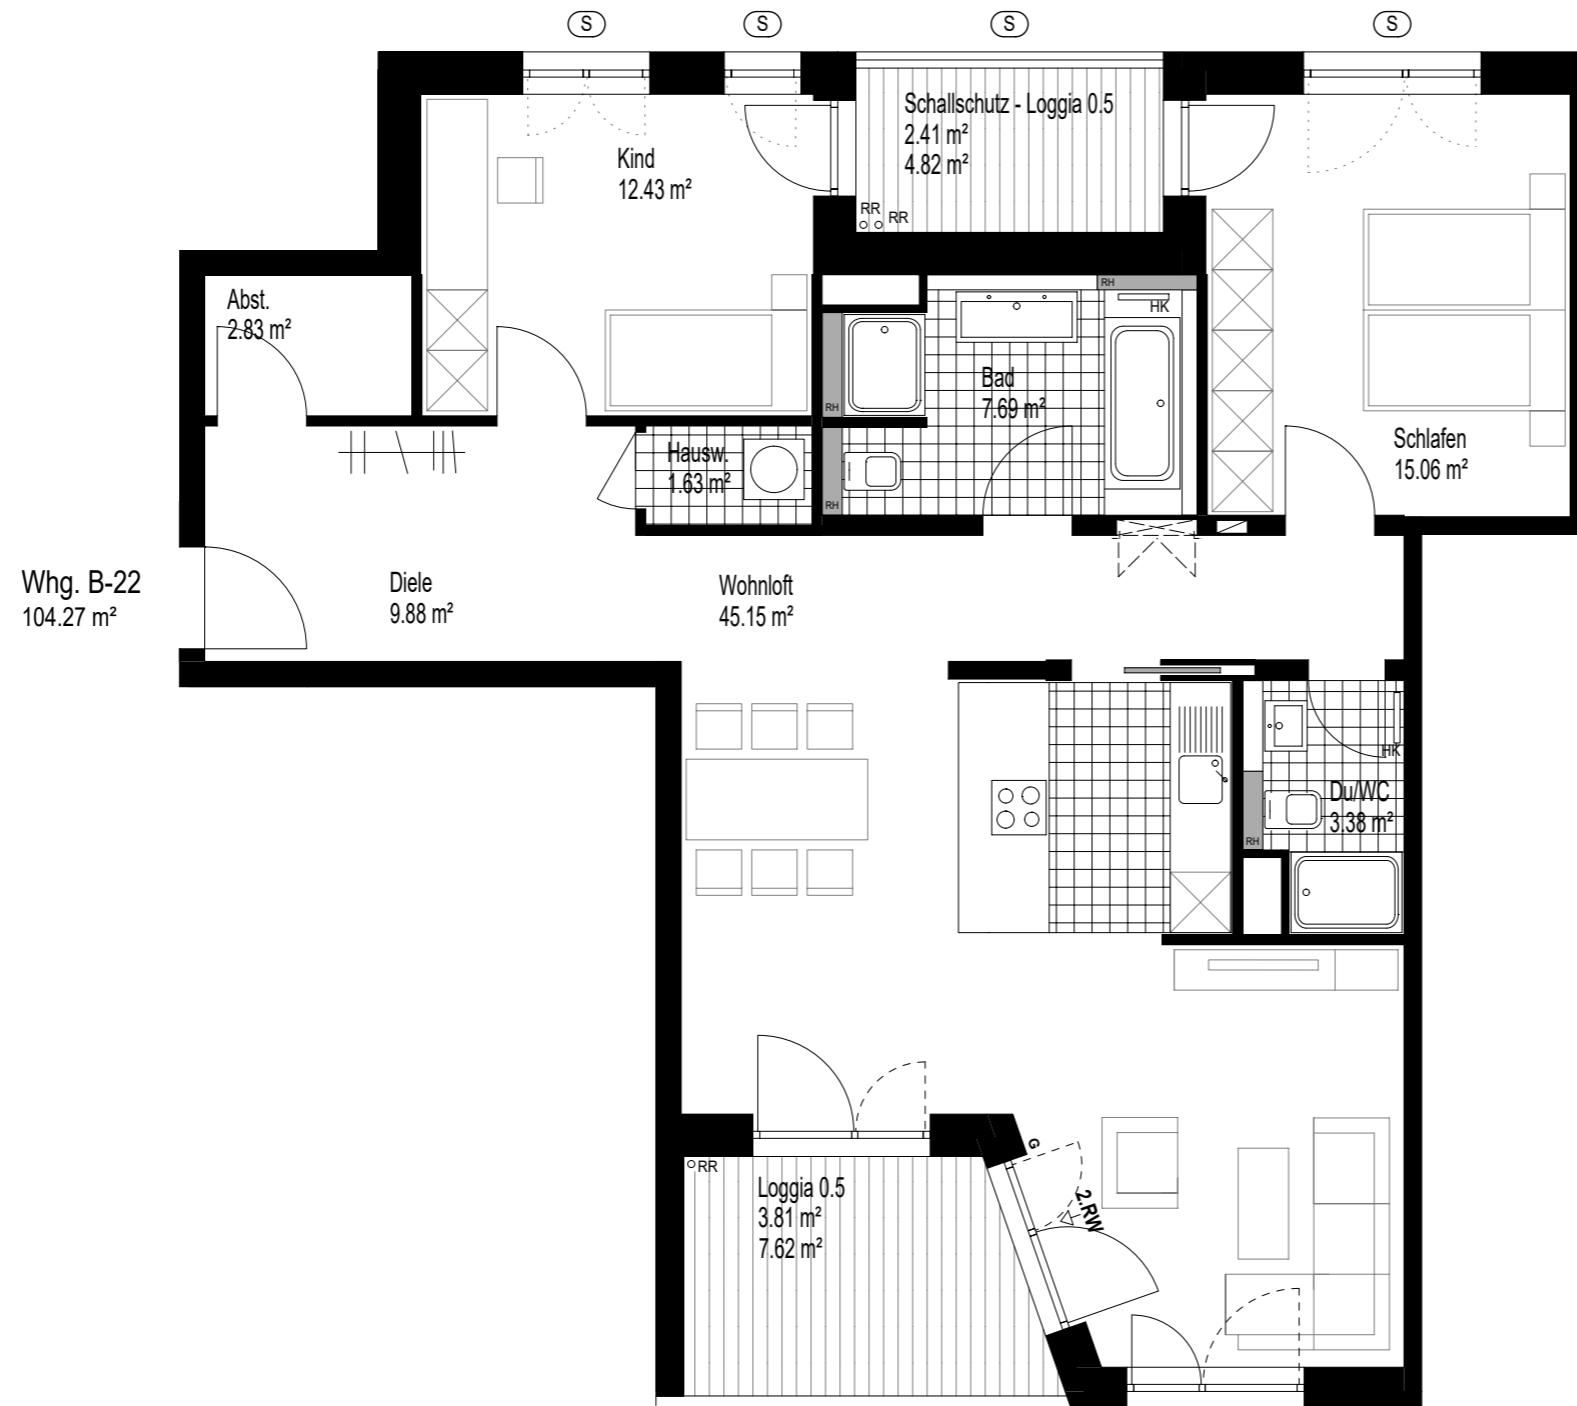 S
S
S
S
Schallschutz - Loggia 0.5
2.41 m²
4.82 m²
Kind
12.43 m²
RR
RR
Abst.
2.83 m²
RH
HK
Bad
7.69 m²
RH
Schlafen
15.06 m²
Hausw.
1.63 m²
RH
Whg. B-22
104.27 m²
Diele
9.88 m²
Wohnloft
45.15 m²
HK
Du/WC
3.38 m²
RH
G
RR
Loggia 0.5
3.81 m²
7.62 m²
2.RW